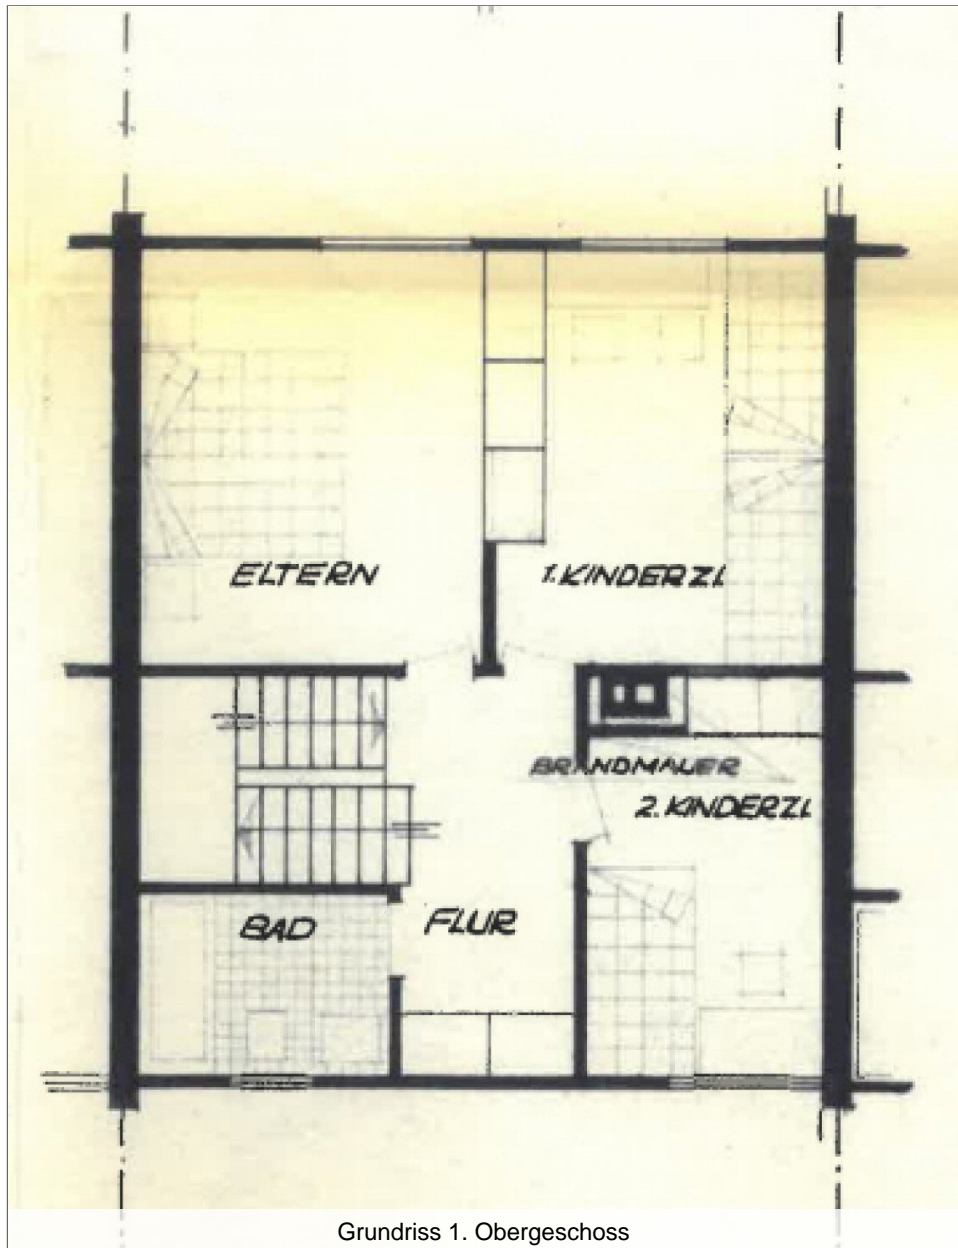 ELTERN
1. KINDERZI
BRANDMAUER
2. KINDERZI
BAD
FLUR
Grundriss 1. Obergeschoss